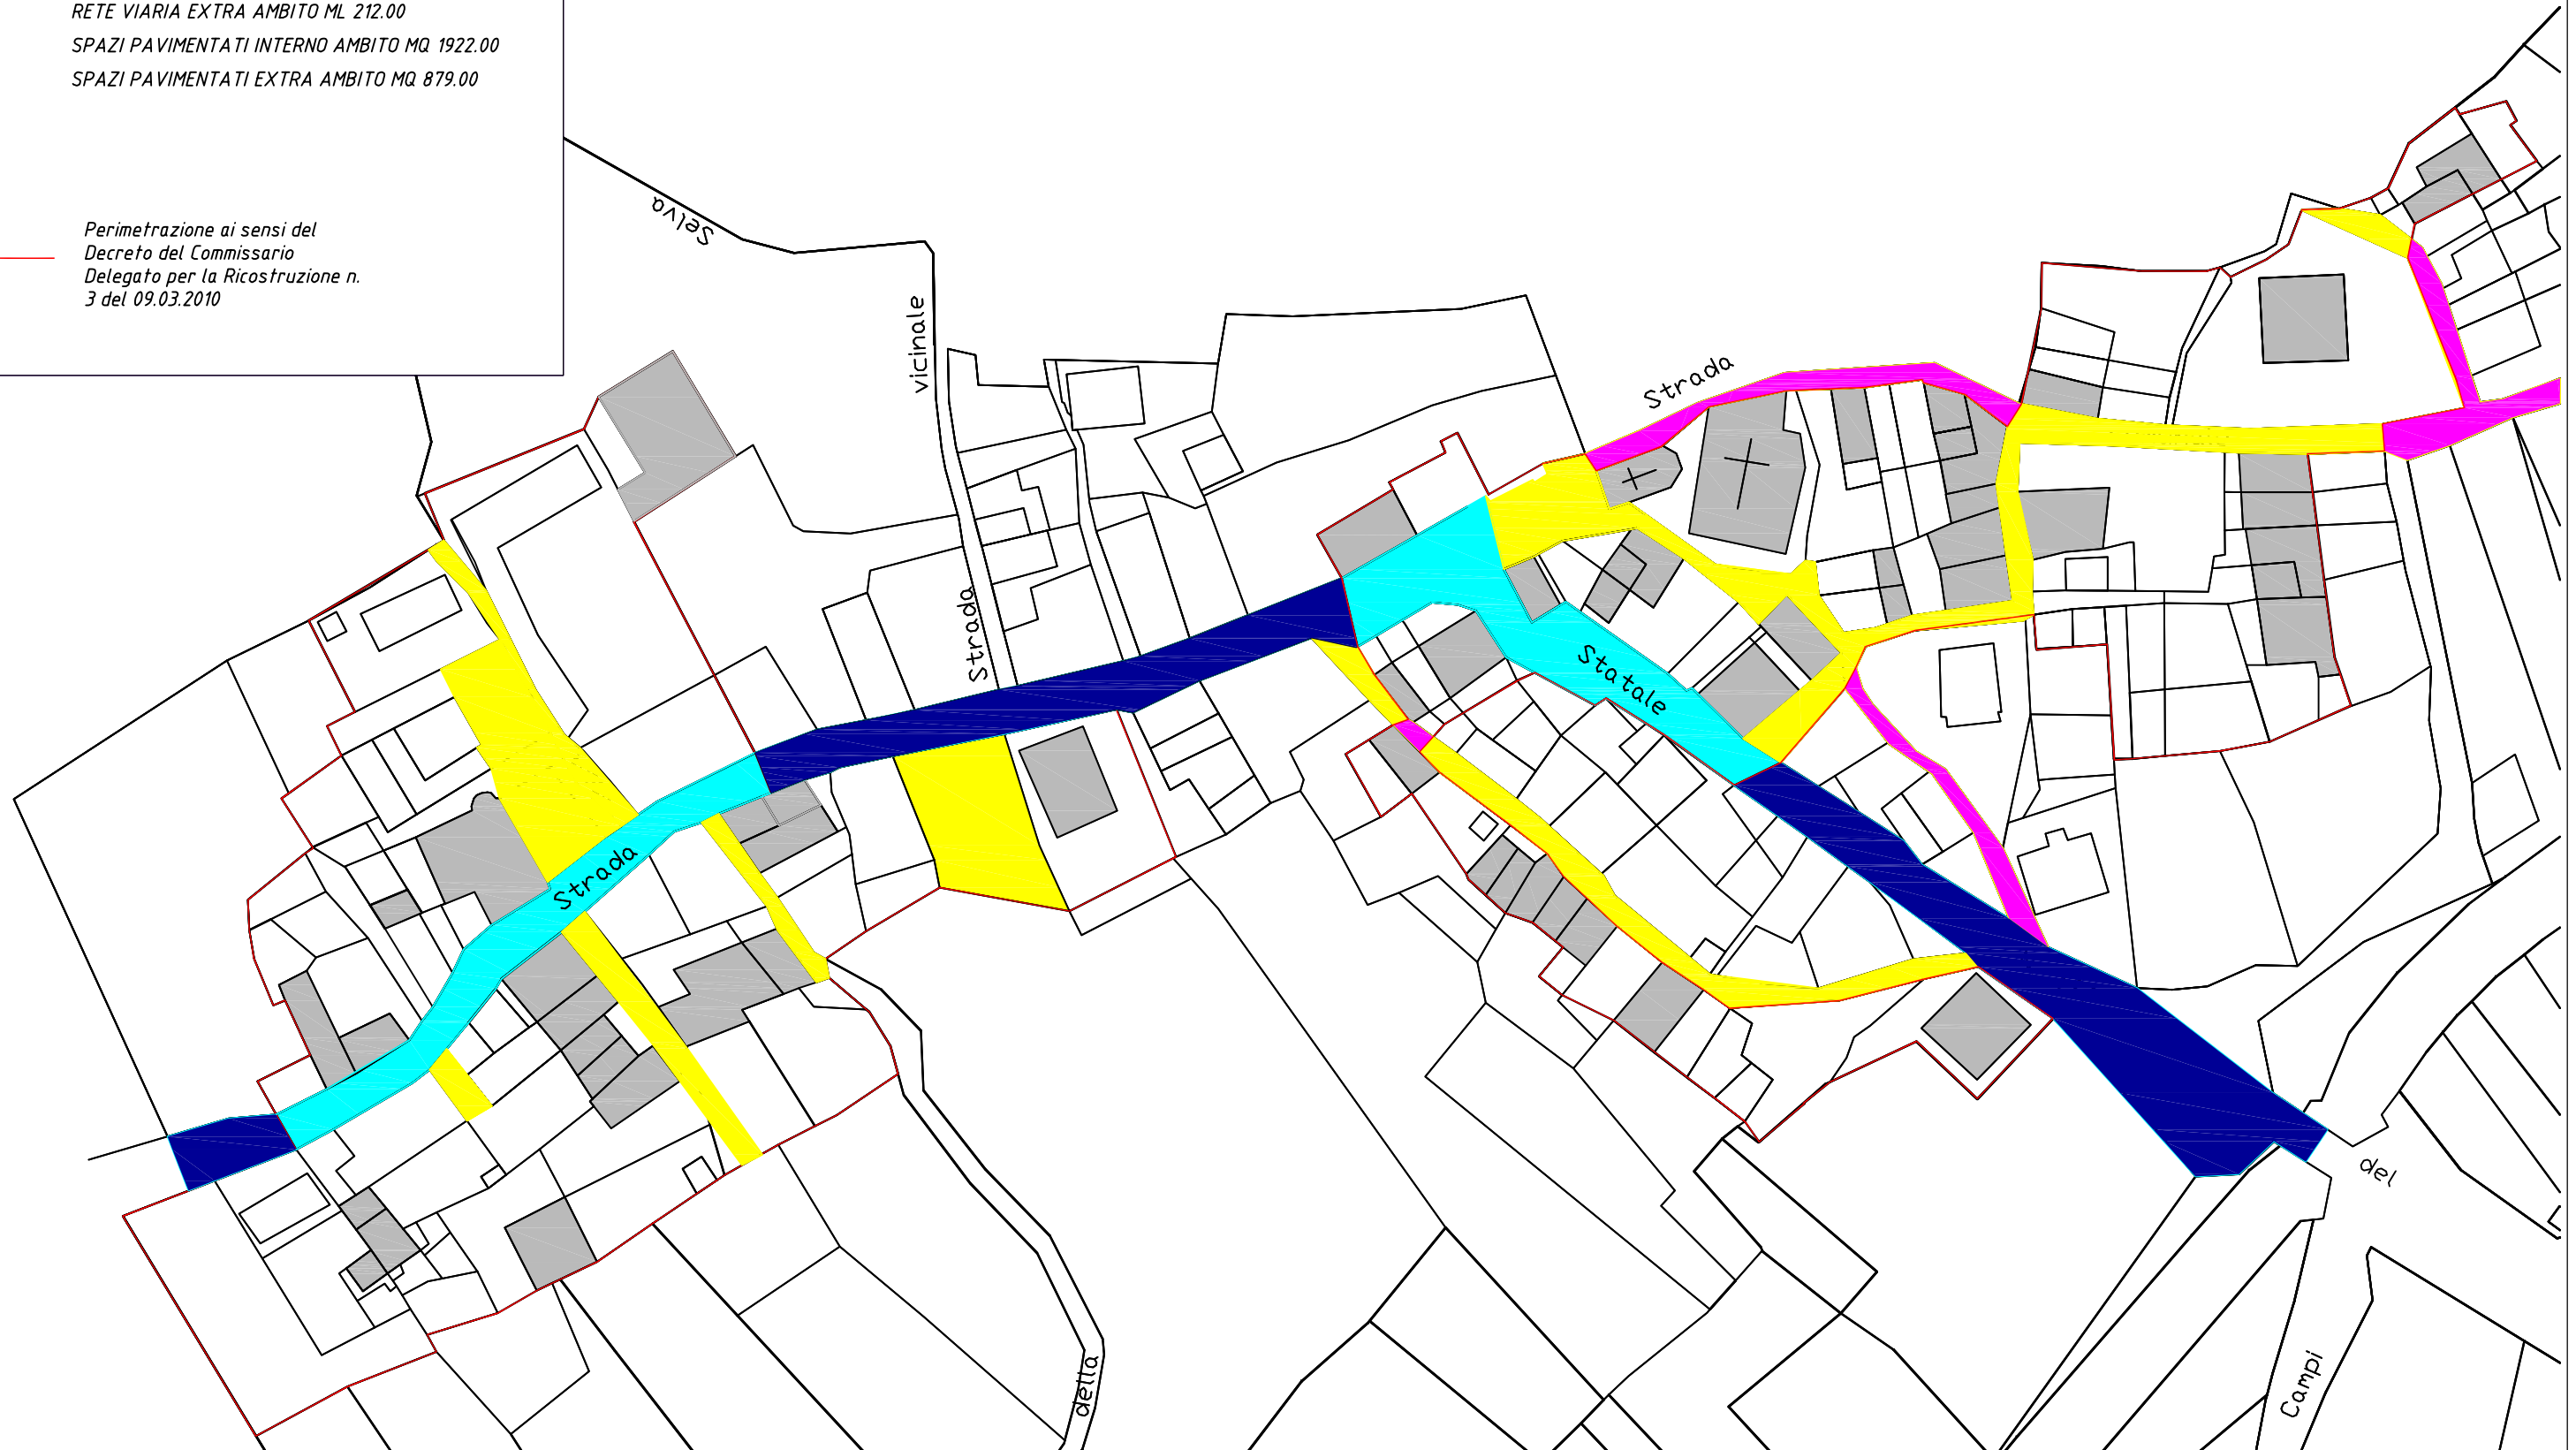 RETE VIARIA EXTRA AMBITO ML 212.00
SPAZI PAVIMENTATI INTERNO AMBITO MQ 1922.00
SPAZI PAVIMENTATI EXTRA AMBITO MQ 879.00
Perimetrazione ai sensi del
Decreto del Commissario
Delegato per la Ricostruzione n.
3 del 09.03.2010
Selva
vicinale
Strada
Strada
Strada
Statale
della
del
Campi